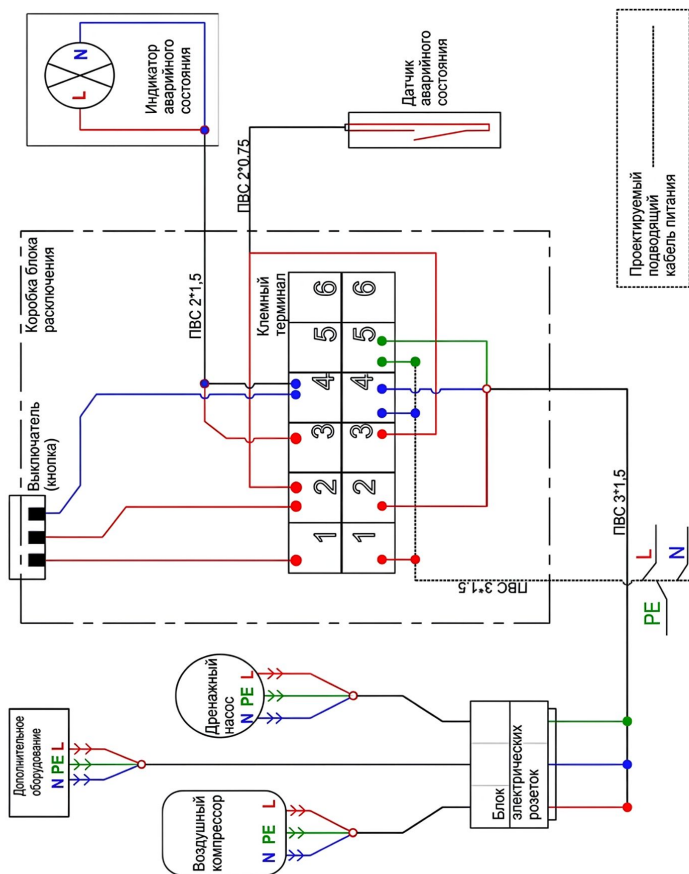 L N
Индикатор
аварийного
состояния
Датчик
аварийного
состояния
ПВС 2*0.75
ПВС 2*1,5
Проектируемый
подводящий
кабель питания
Коробка блока
расключения
Клемный
терминал
Выключатель
(кнопка)
1 2 3 4 5 6
1 2 3 4 5 6
ПВС 3*1.5
ПВС 3*1,5
L
PE
N
Дополнительное
оборудование
N PE L
Дренажный
насос
N PE L
Воздушный
компрессор
N PE L
Блок
электрических
розеток